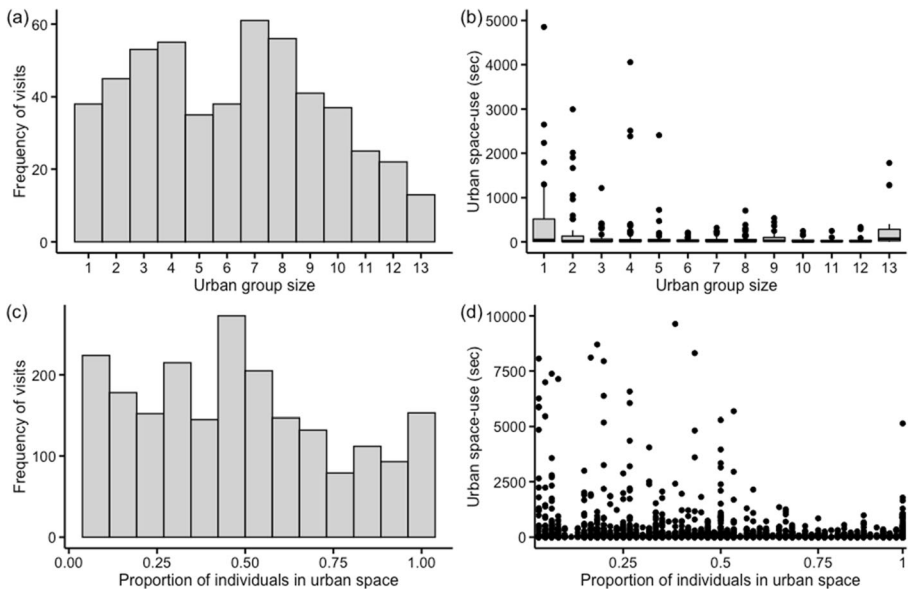 (a)
Frequency of visits
60
40
20
0
1 2 3 4 5 6 7 8 9 10 11 12 13
Urban group size
(b)
Urban space-use (sec)
5000
4000
3000
2000
1000
0
1 2 3 4 5 6 7 8 9 10 11 12 13
Urban group size
(c)
Frequency of visits
200
100
0
0.00 0.25 0.50 0.75 1.00
Proportion of individuals in urban space
(d)
Urban space-use (sec)
10000
7500
5000
2500
0
0.25 0.5 0.75 1
Proportion of individuals in urban space